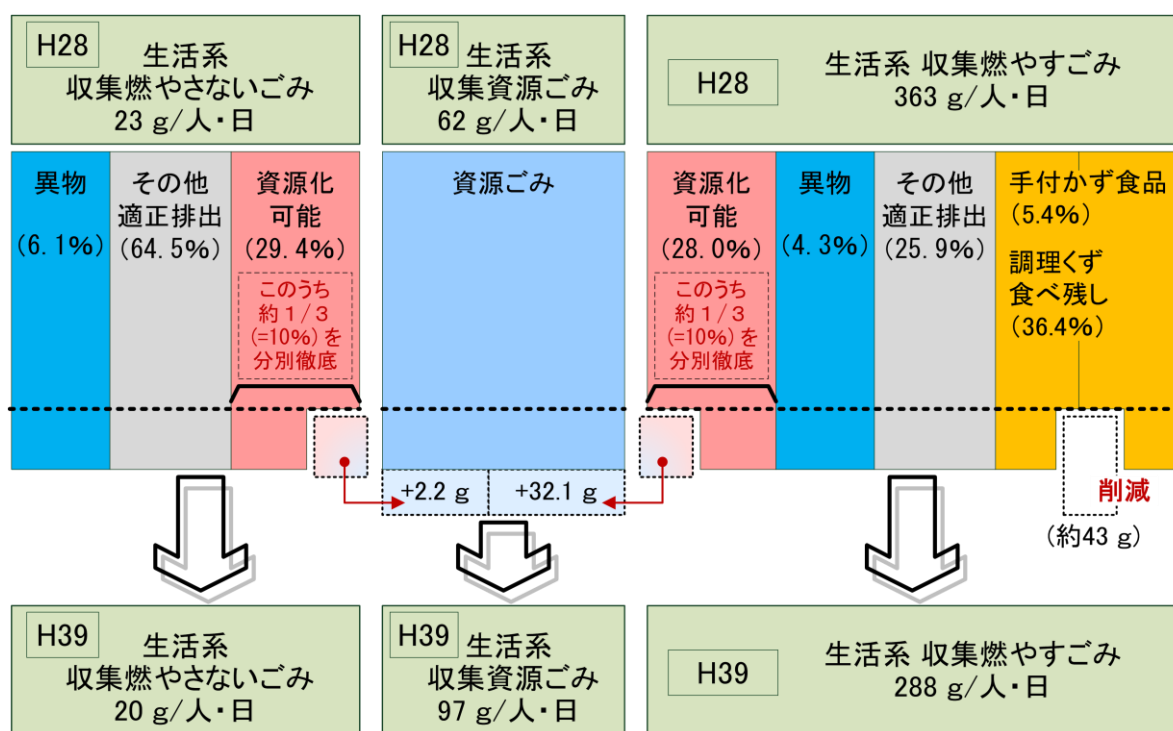 H28
生活系
収集燃やさないごみ
23 g/人・日
H28
生活系
収集資源ごみ
62 g/人・日
H28
生活系 収集燃やすごみ
363 g/人・日
異物
(6.1%)
その他
適正排出
(64.5%)
資源化
可能
(29.4%)
このうち
約1/3
(=10%)を
分別徹底
資源ごみ
資源化
可能
(28.0%)
このうち
約1/3
(=10%)を
分別徹底
異物
(4.3%)
その他
適正排出
(25.9%)
手付かず食品
(5.4%)
調理くず
食べ残し
(36.4%)
+2.2 g
+32.1 g
削減
(約43 g)
H39
生活系
収集燃やさないごみ
20 g/人・日
H39
生活系
収集資源ごみ
97 g/人・日
H39
生活系 収集燃やすごみ
288 g/人・日